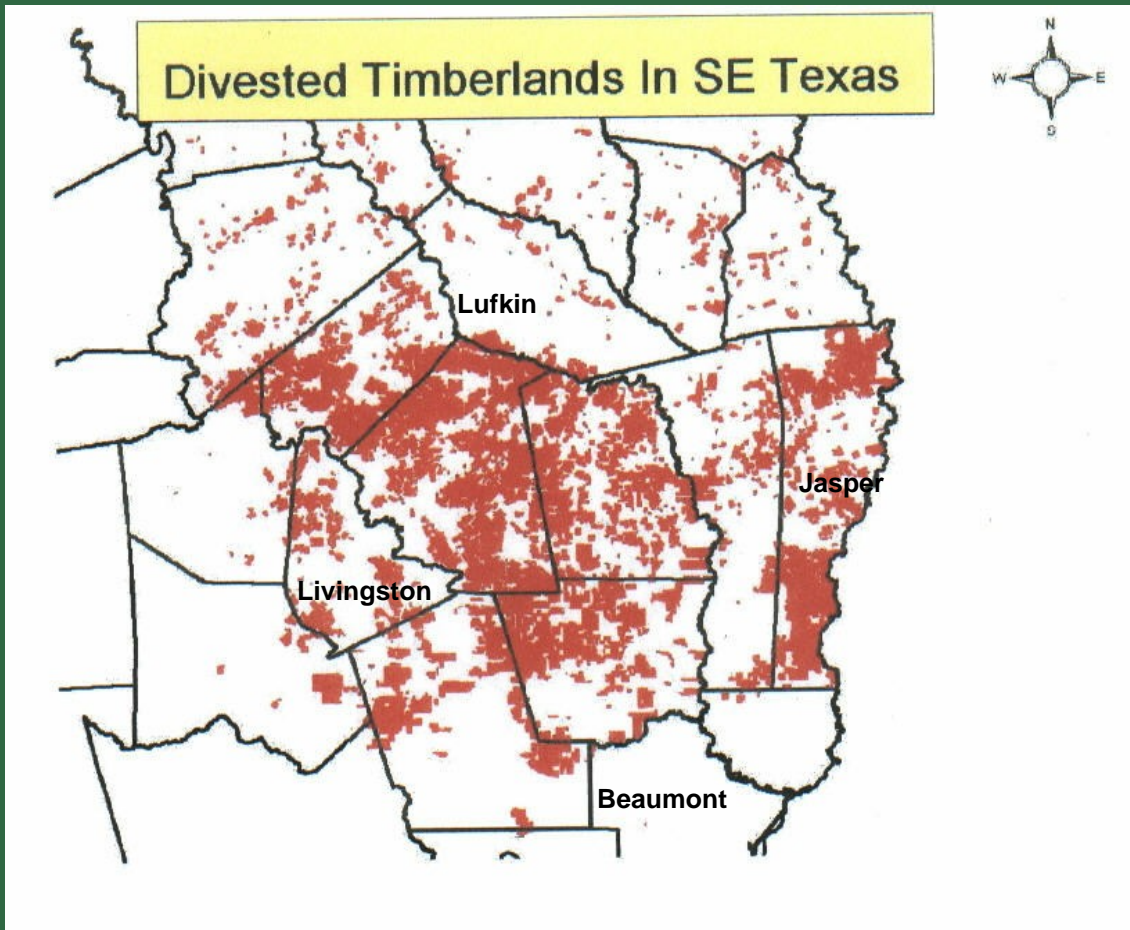 Divested Timberlands In SE Texas
N
W E
S
Lufkin
Jasper
Livingston
Beaumont